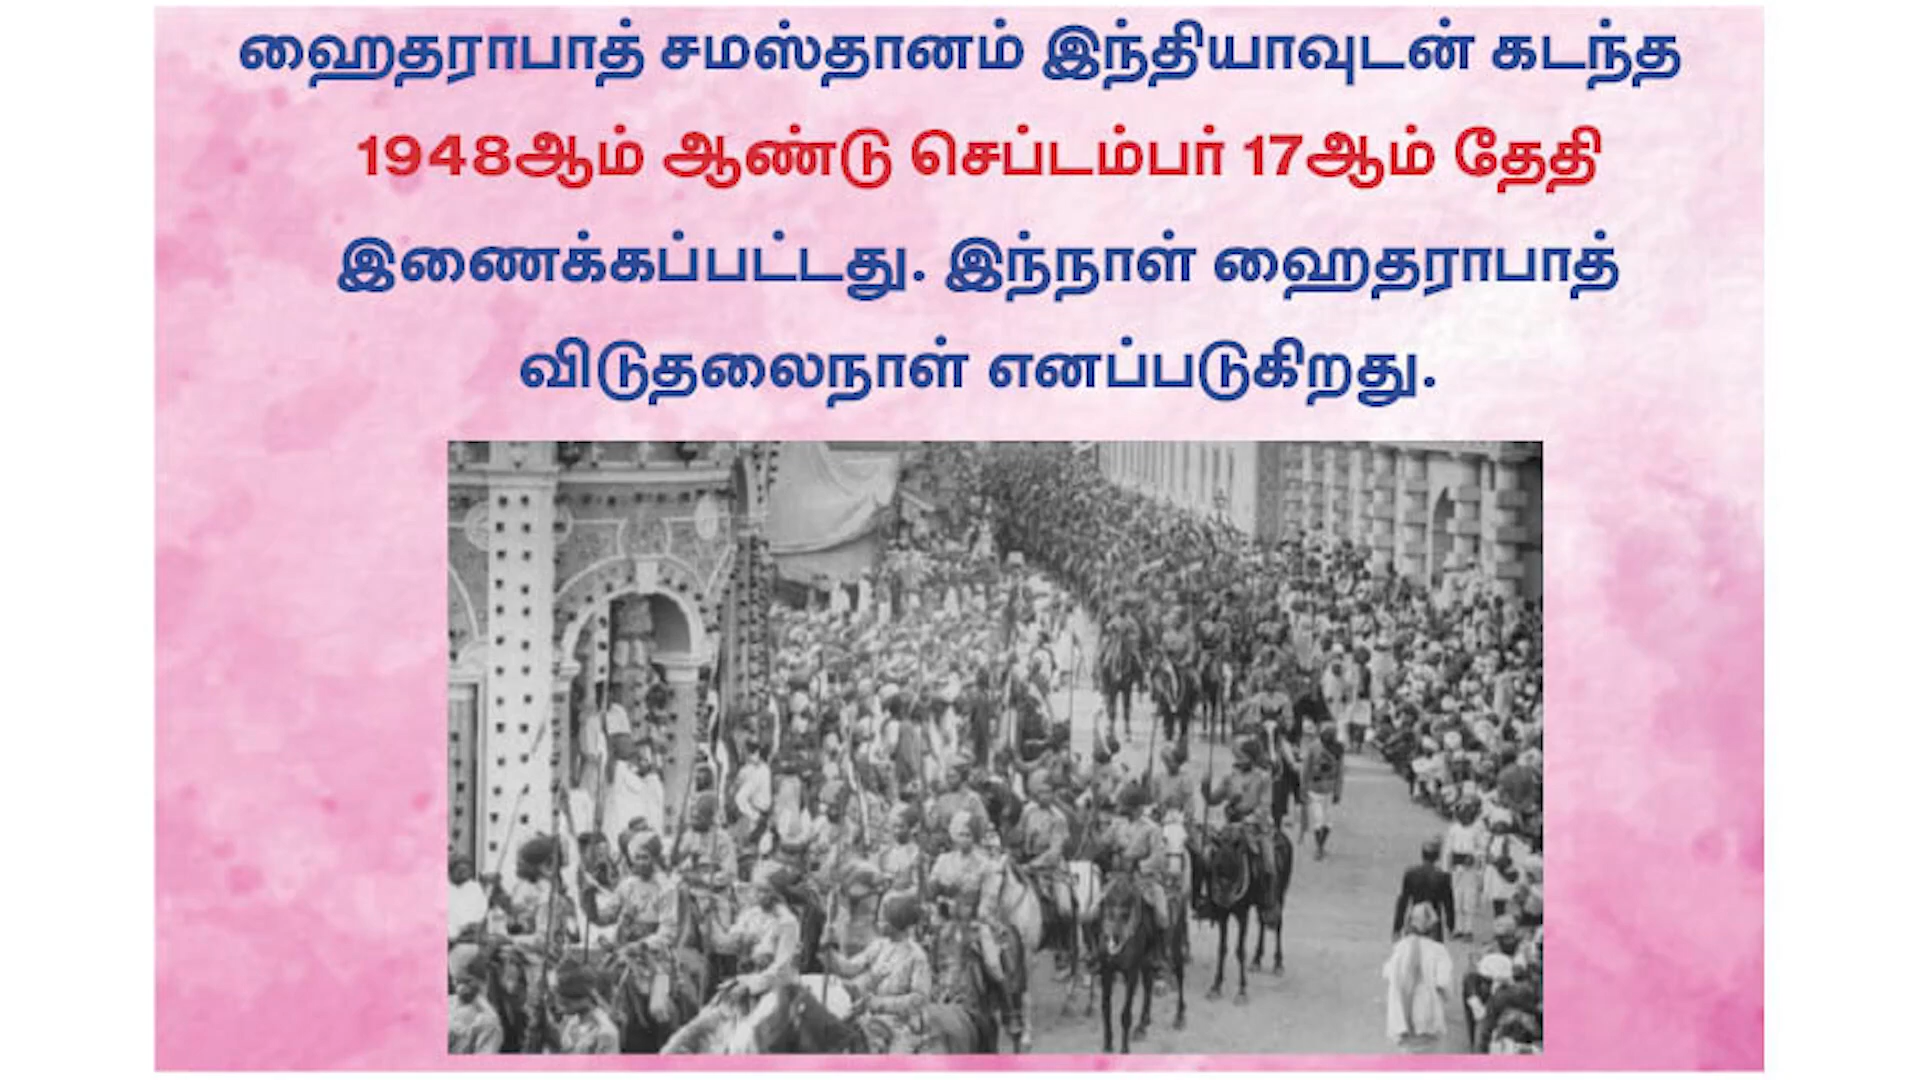 ஹைதராபாத் சமஸ்தானம் இந்தியாவுடன் கடந்த
1948ஆம் ஆண்டு செப்டம்பர் 17ஆம் தேதி
இணைக்கப்பட்டது. இந்நாள் ஹைதராபாத்
விடுதலைநாள் எனப்படுகிறது.